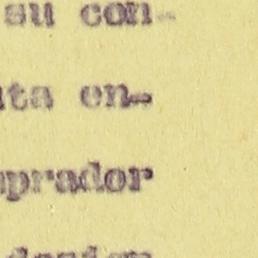 su con-
ta en-
prador